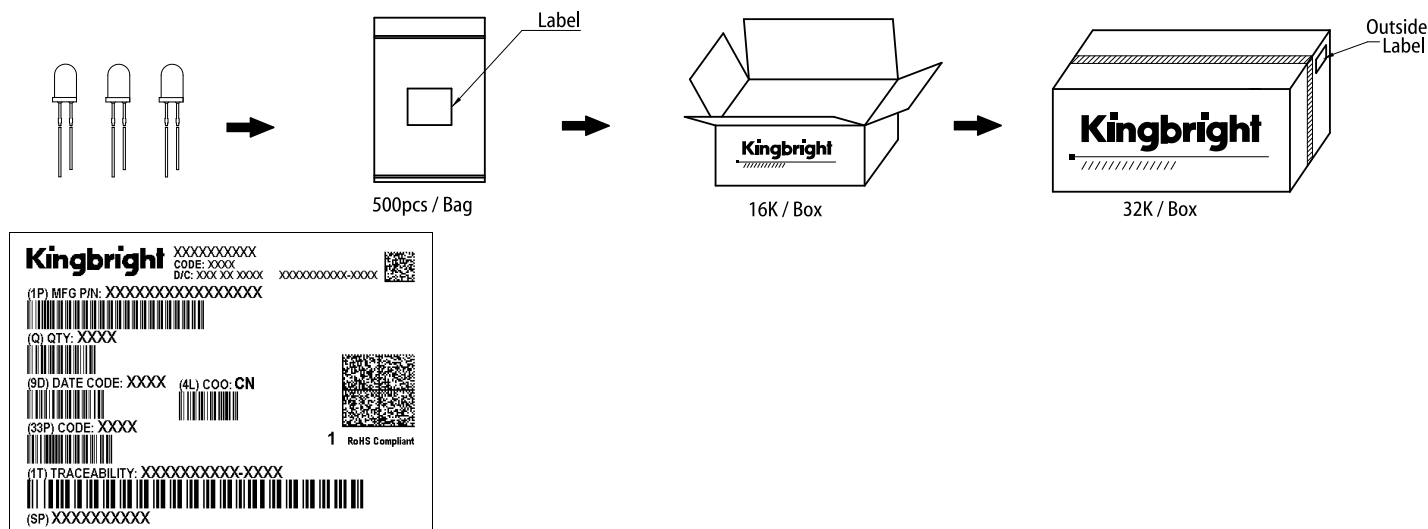 Label
500pcs / Bag
Kingbright
16K / Box
Outside
Label
Kingbright
32K / Box
Kingbright
XXXXXXXXXX
CODE: XXXX
D/C: XXX XX XXXX XXXXXXXXXX-XXXX
(1P) MFG P/N: XXXXXXXXXXXXXXXX
(Q) QTY: XXXX
(9D) DATE CODE: XXXX (4L) COO: CN
(33P) CODE: XXXX
1 RoHS Compliant
(1T) TRACEABILITY: XXXXXXXXXX-XXXX
(SP) XXXXXXXXXX